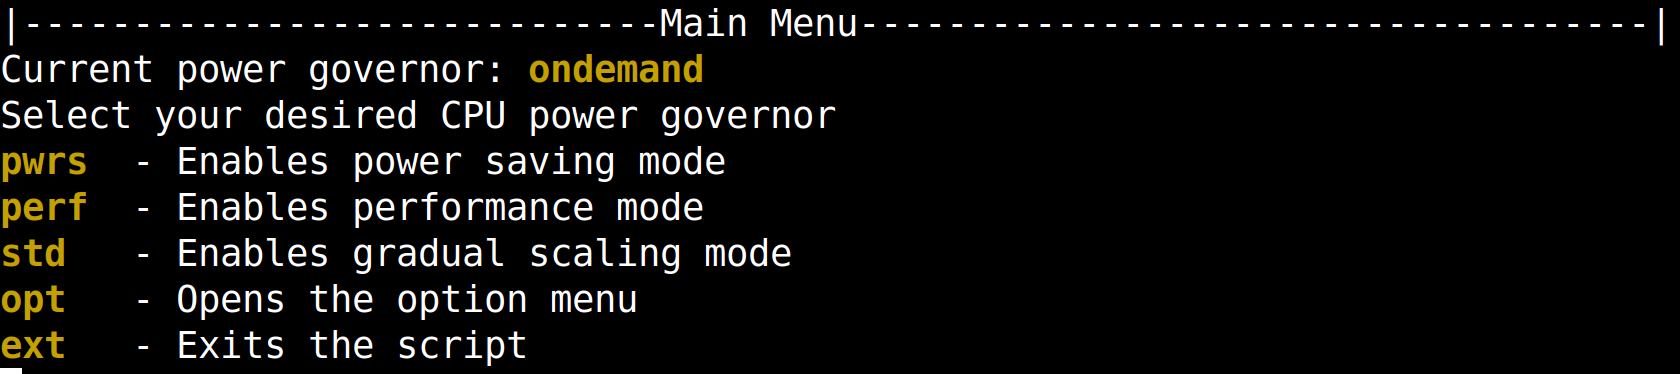 |-----------------------------Main Menu------------------------------------|
Current power governor: ondemand
Select your desired CPU power governor
pwrs  - Enables power saving mode
perf  - Enables performance mode
std   - Enables gradual scaling mode
opt   - Opens the option menu
ext   - Exits the script